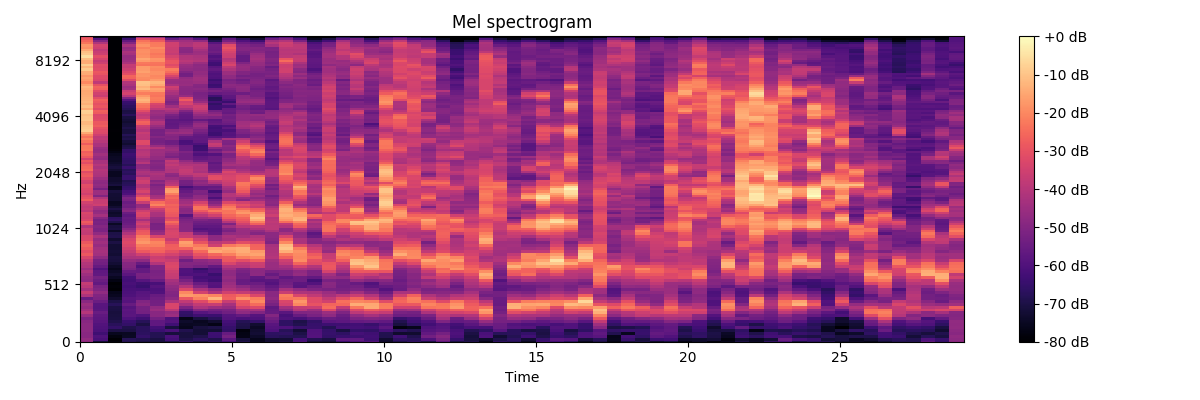 Mel spectrogram
+0 dB
8192
-10 dB
-20 dB
4096
-30 dB
2048
-40 dB
Hz
1024
-50 dB
-60 dB
512
-70 dB
0
-80 dB
0 5 10 15 20 25
Time